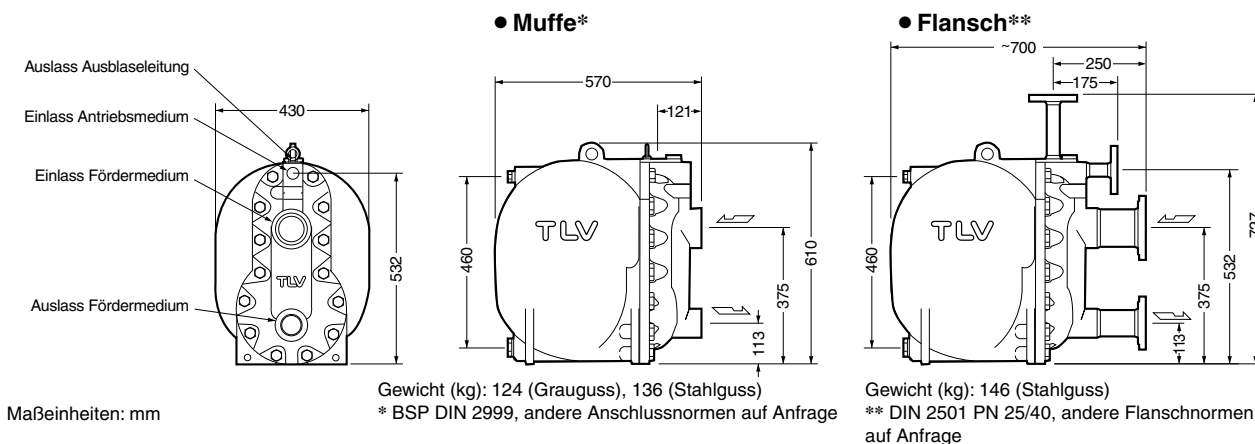 ● Muffe*
● Flansch**
Auslass Ausblaseleitung
Einlass Antriebsmedium
Einlass Fördermedium
Auslass Fördermedium
430
532
TLV
570
121
460
TLV
610
375
113
~700
250
175
460
TLV
532
375
113
Maßeinheiten: mm
Gewicht (kg): 124 (Grauguss), 136 (Stahlguss)
* BSP DIN 2999, andere Anschlussnormen auf Anfrage
Gewicht (kg): 146 (Stahlguss)
** DIN 2501 PN 25/40, andere Flanschnormen
auf Anfrage